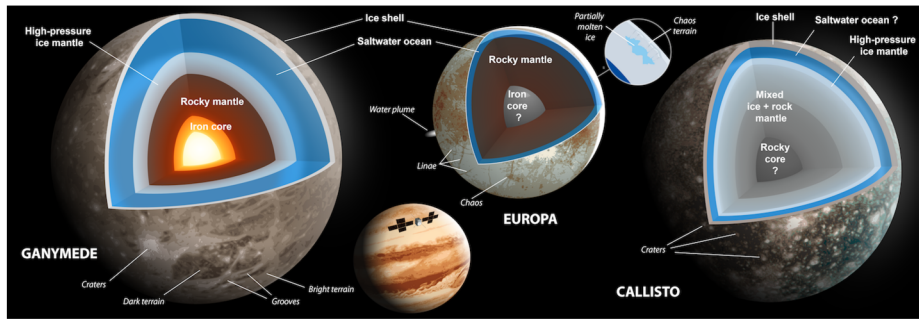 High-pressure
ice mantle
Rocky mantle
Iron core
GANYMEDE
Craters
Dark terrain
Grooves
Bright terrain
Ice shell
Saltwater ocean
Rocky mantle
Iron
core
?
Partially
molten
ice
Chaos
terrain
Water plume
Linae
Chaos
EUROPA
Ice shell
Saltwater ocean ?
High-pressure
ice mantle
Mixed
ice + rock
mantle
Rocky
core
?
Craters
CALLISTO